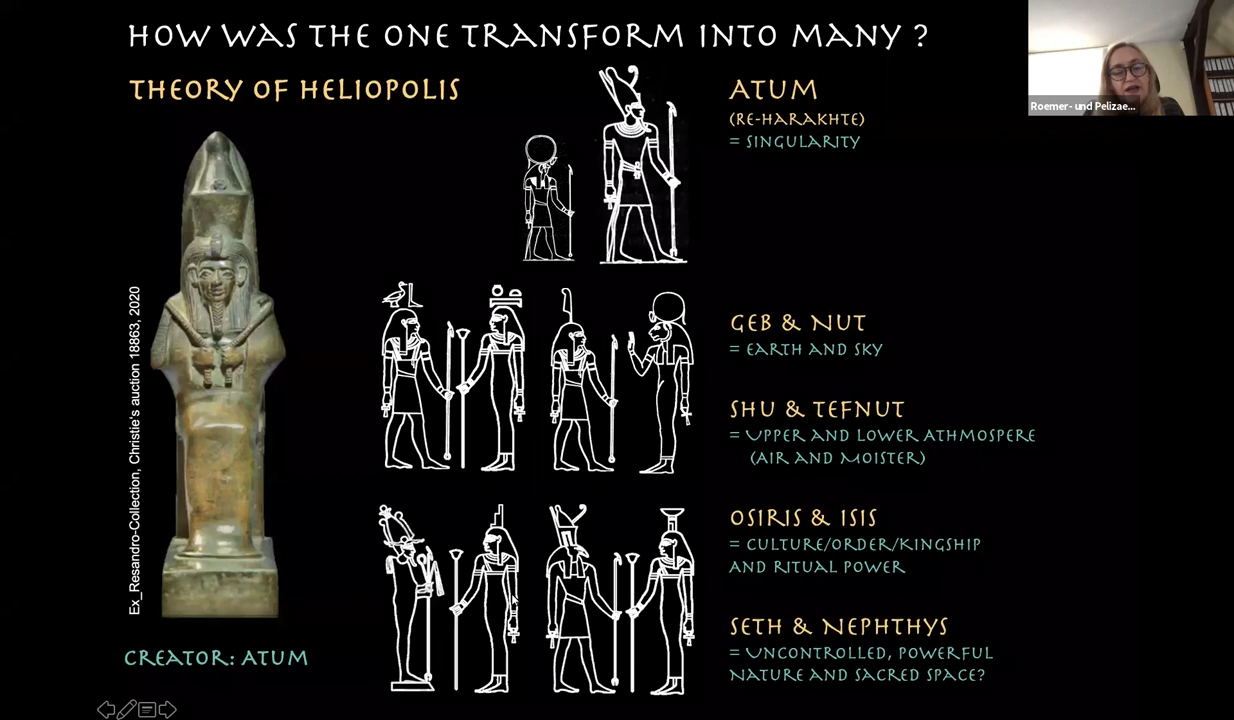 HOW WAS THE ONE TRANSFORM INTO MANY ?
THEORY OF HELIOPOLIS
ATUM
(RE-HARAKHTE)
= SINGULARITY
Roemer- und Pelizae...
GEB & NUT
= EARTH AND SKY
SHU & TEFNUT
= UPPER AND LOWER ATHMOSPERE
(AIR AND MOISTER)
OSIRIS & ISIS
= CULTURE/ORDER/KINGSHIP
AND RITUAL POWER
SETH & NEPHTHYS
= UNCONTROLLED, POWERFUL
NATURE AND SACRED SPACE?
Ex_Resandro-Collection, Christie's auction 18863, 2020
CREATOR: ATUM